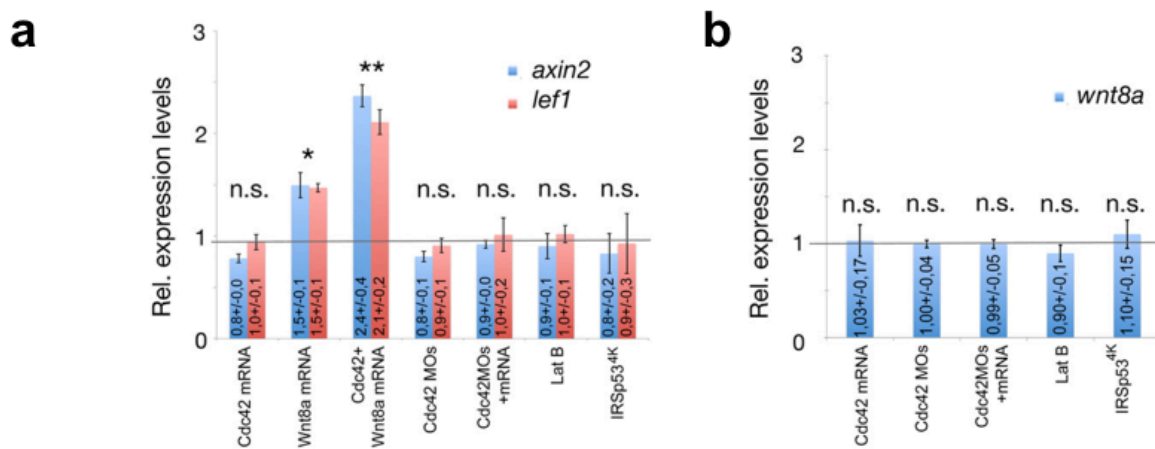 a
3
2
1
0
Rel. expression levels
axin2
lef1
n.s.
*
**
n.s.
n.s.
n.s.
n.s.
0,8+/-0,0
1,0+/-0,1
1,5+/-0,1
1,5+/-0,1
2,4+/-0,4
2,1+/-0,2
0,8+/-0,1
0,9+/-0,1
0,9+/-0,0
1,0+/-0,2
0,9+/-0,1
1,0+/-0,1
0,8+/-0,2
0,9+/-0,3
Cdc42 mRNA
Wnt8a mRNA
Cdc42+
Wnt8a mRNA
Cdc42 MOs
Cdc42MOs
+mRNA
Lat B
IRSp534K
b
3
2
1
0
Rel. expression levels
wnt8a
n.s.
n.s.
n.s.
n.s.
n.s.
1,03+/-0,17
1,00+/-0,04
0,99+/-0,05
0,90+/-0,1
1,10+/-0,15
Cdc42 mRNA
Cdc42 MOs
Cdc42MOs
+mRNA
Lat B
IRSp534K